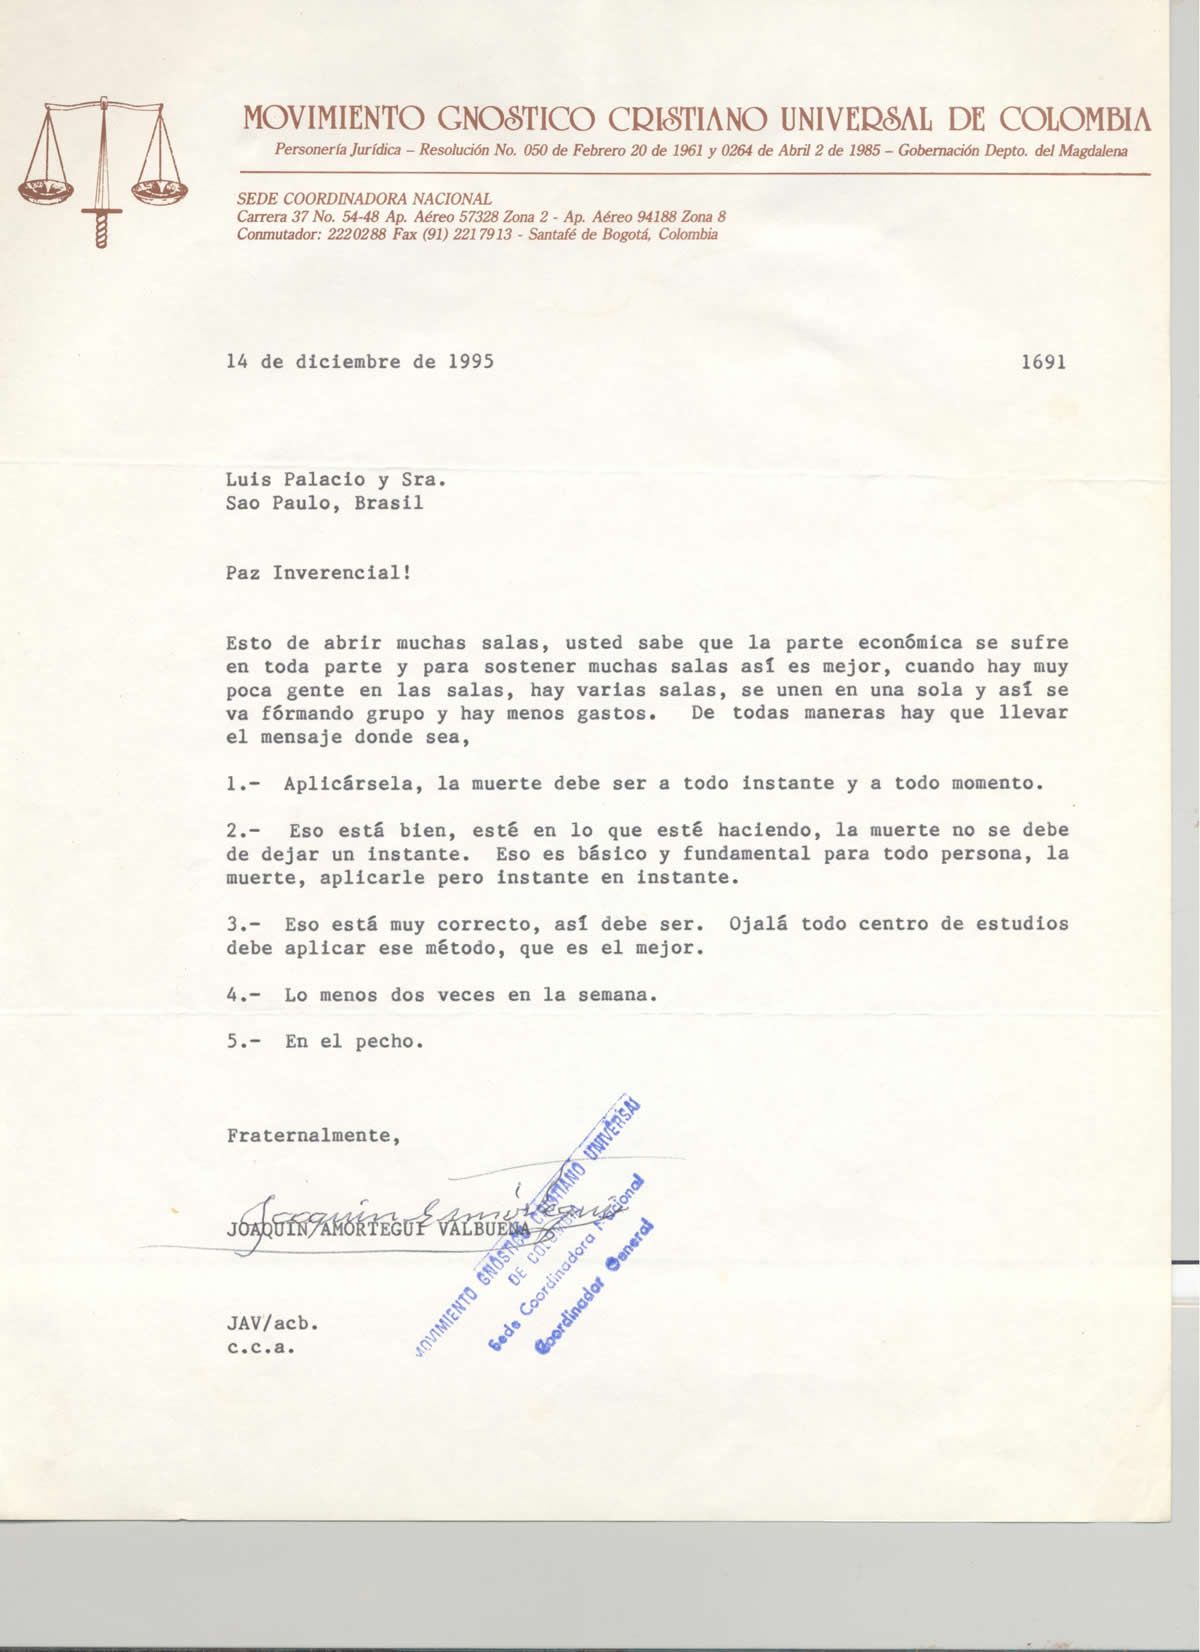 MOVIMIENTO GNOSTICO CRISTIANO UNIVERSAL DE COLOMBIA
Personería Jurídica – Resolución No. 050 de Febrero 20 de 1961 y 0264 de Abril 2 de 1985 – Gobernación Depto. del Magdalena
SEDE COORDINADORA NACIONAL
Carrera 37 No. 54-48 Ap. Aéreo 57328 Zona 2 - Ap. Aéreo 94188 Zona 8
Conmutador: 2220288 Fax (91) 2217913 - Santafé de Bogotá, Colombia
14 de diciembre de 1995 1691
Luis Palacio y Sra.
Sao Paulo, Brasil
Paz Inverencial!
Esto de abrir muchas salas, usted sabe que la parte económica se sufre
en toda parte y para sostener muchas salas así es mejor, cuando hay muy
poca gente en las salas, hay varias salas, se unen en una sola y así se
va fórmando grupo y hay menos gastos. De todas maneras hay que llevar
el mensaje donde sea,
1.- Aplicársela, la muerte debe ser a todo instante y a todo momento.
2.- Eso está bien, esté en lo que esté haciendo, la muerte no se debe
de dejar un instante. Eso es básico y fundamental para todo persona, la
muerte, aplicarle pero instante en instante.
3.- Eso está muy correcto, así debe ser. Ojalá todo centro de estudios
debe aplicar ese método, que es el mejor.
4.- Lo menos dos veces en la semana.
5.- En el pecho.
Fraternalmente,
Joaquin Amortegui
JOAQUIN AMORTEGUI VALBUENA
MOVIMIENTO GNOSTICO CRISTIANO UNIVERSAL
DE COLOMBIA
Sede Coordinadora Nacional
Coordinador General
JAV/acb.
c.c.a.